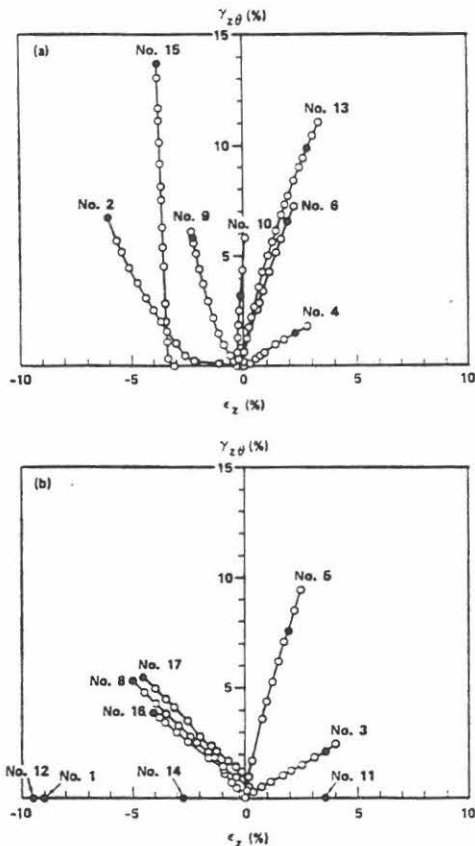 γzθ (%)
15
(a)
No. 15
No. 13
10
No. 2
No. 9
No. 10
No. 6
5
No. 4
-10
-5
0
5
10
εz (%)
γzθ (%)
15
(b)
10
No. 5
No. 17
No. 8
5
No. 16
No. 3
No. 12
No. 1
No. 14
No. 11
-10
-5
0
5
10
εz (%)